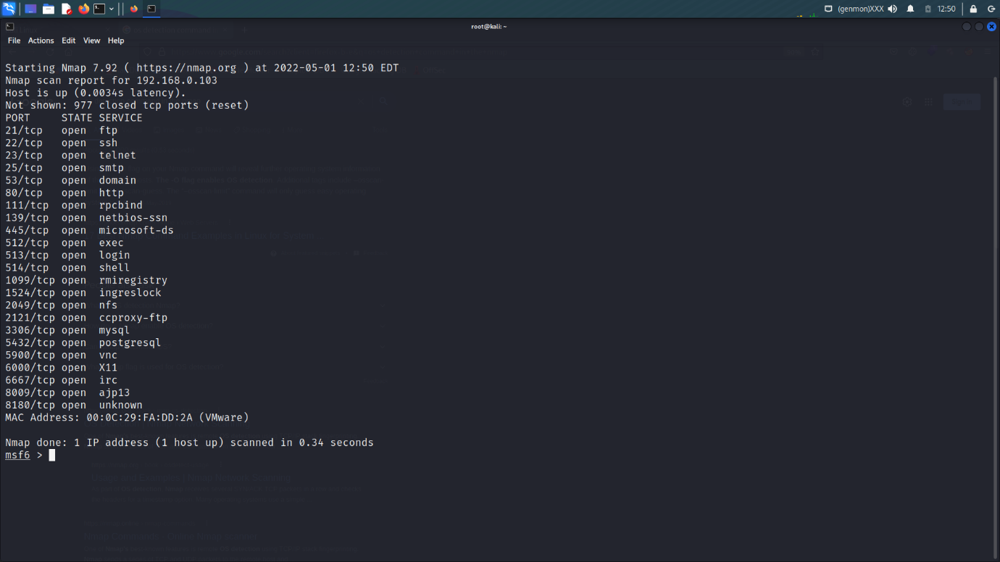 (genmon)XXX 12:50
root@kali: ~
File Actions Edit View Help
Starting Nmap 7.92 ( https://nmap.org ) at 2022-05-01 12:50 EDT
Nmap scan report for 192.168.0.103
Host is up (0.0034s latency).
Not shown: 977 closed tcp ports (reset)
PORT     STATE SERVICE
21/tcp   open  ftp
22/tcp   open  ssh
23/tcp   open  telnet
25/tcp   open  smtp
53/tcp   open  domain
80/tcp   open  http
111/tcp  open  rpcbind
139/tcp  open  netbios-ssn
445/tcp  open  microsoft-ds
512/tcp  open  exec
513/tcp  open  login
514/tcp  open  shell
1099/tcp open  rmiregistry
1524/tcp open  ingreslock
2049/tcp open  nfs
2121/tcp open  ccproxy-ftp
3306/tcp open  mysql
5432/tcp open  postgresql
5900/tcp open  vnc
6000/tcp open  X11
6667/tcp open  irc
8009/tcp open  ajp13
8180/tcp open  unknown
MAC Address: 00:0C:29:FA:DD:2A (VMware)
Nmap done: 1 IP address (1 host up) scanned in 0.34 seconds
msf6 >